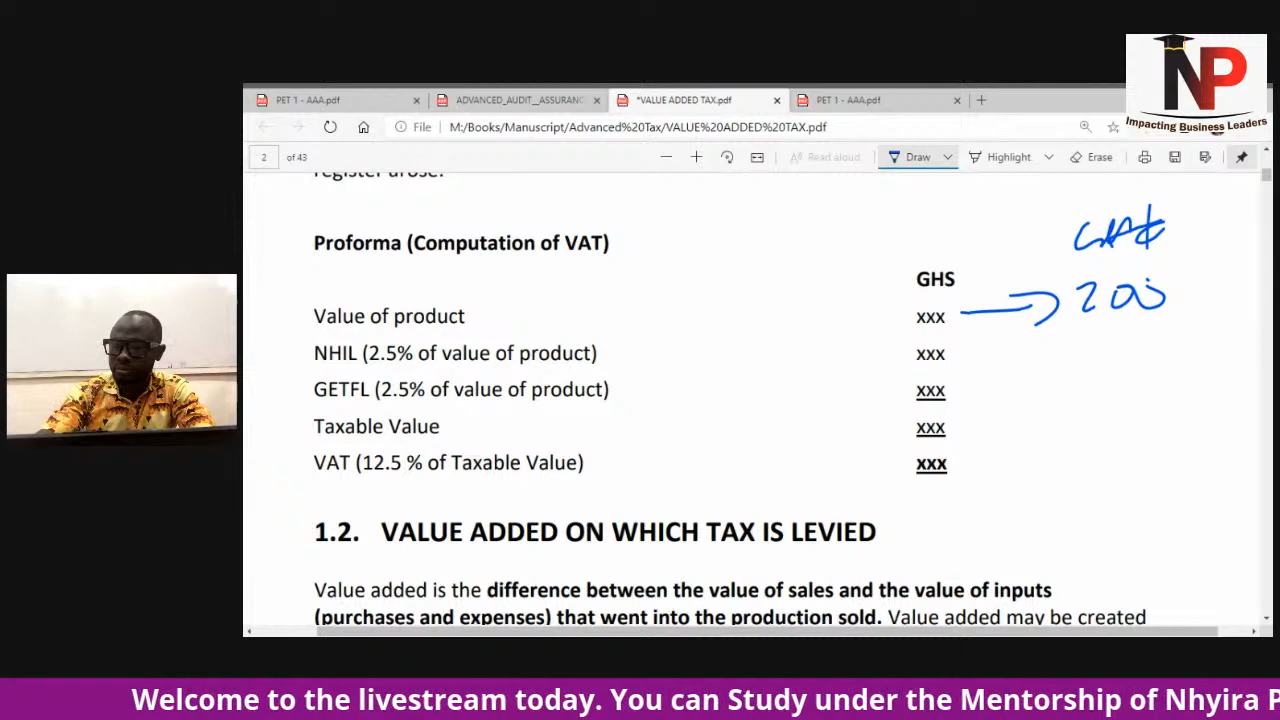 NP
Impacting Business Leaders
PET 1 - AAA.pdf
ADVANCED_AUDIT_ASSURANC
*VALUE ADDED TAX.pdf
PET 1 - AAA.pdf
File M:/Books/Manuscript/Advanced%20Tax/VALUE%20ADDED%20TAX.pdf
2 of 43 Read aloud Draw Highlight Erase
register arose.
Proforma (Computation of VAT)
GHS
Value of product xxx
NHIL (2.5% of value of product) xxx
GETFL (2.5% of value of product) xxx
Taxable Value xxx
VAT (12.5 % of Taxable Value) xxx
1.2. VALUE ADDED ON WHICH TAX IS LEVIED
Value added is the difference between the value of sales and the value of inputs
(purchases and expenses) that went into the production sold. Value added may be created
Welcome to the livestream today. You can Study under the Mentorship of Nhyira P